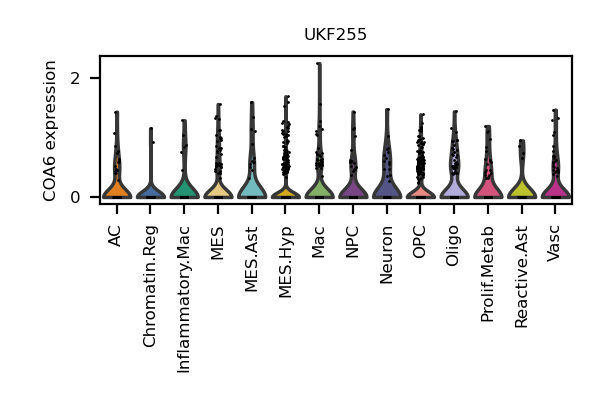 UKF255
COA6 expression
2
0
AC
Chromatin.Reg
Inflammatory.Mac
MES
MES.Ast
MES.Hyp
Mac
NPC
Neuron
OPC
Oligo
Prolif.Metab
Reactive.Ast
Vasc